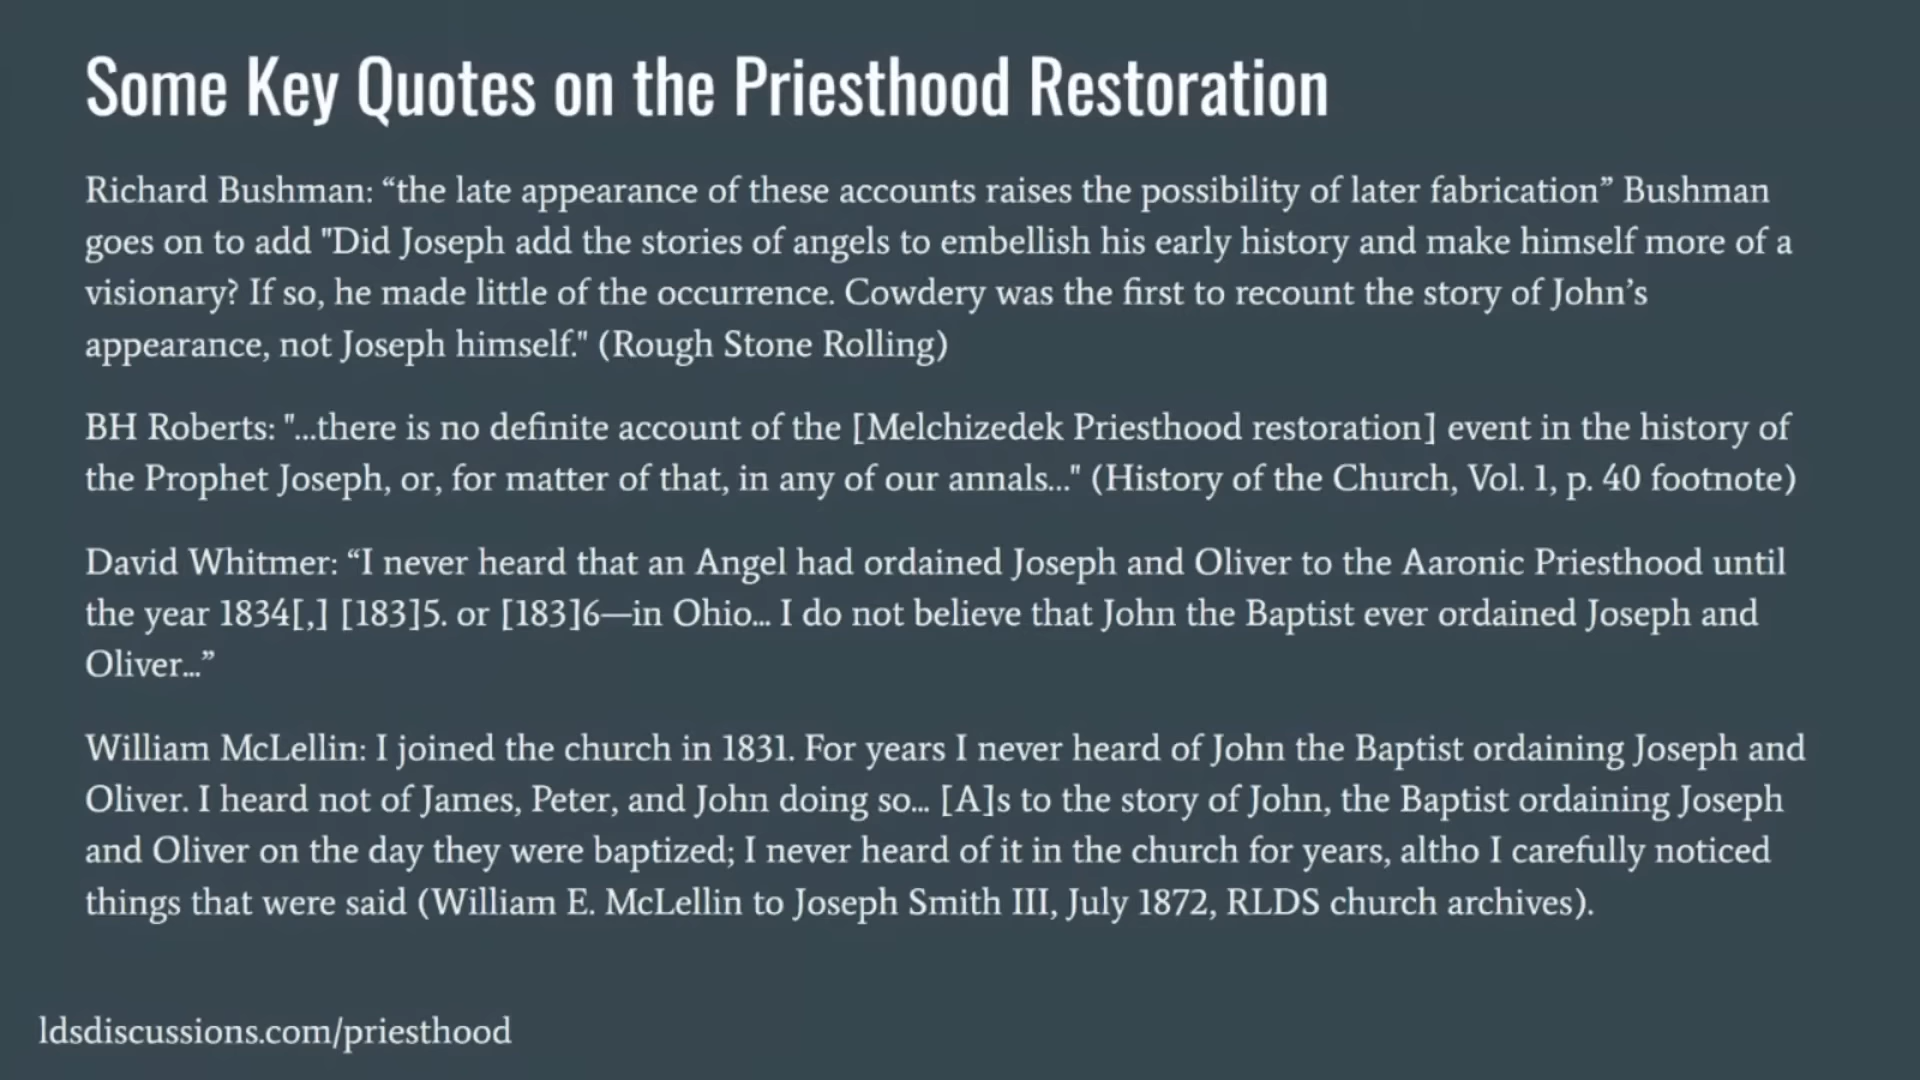 Some Key Quotes on the Priesthood Restoration
Richard Bushman: “the late appearance of these accounts raises the possibility of later fabrication” Bushman
goes on to add "Did Joseph add the stories of angels to embellish his early history and make himself more of a
visionary? If so, he made little of the occurrence. Cowdery was the first to recount the story of John’s
appearance, not Joseph himself." (Rough Stone Rolling)
BH Roberts: "...there is no definite account of the [Melchizedek Priesthood restoration] event in the history of
the Prophet Joseph, or, for matter of that, in any of our annals..." (History of the Church, Vol. 1, p. 40 footnote)
David Whitmer: “I never heard that an Angel had ordained Joseph and Oliver to the Aaronic Priesthood until
the year 1834[,] [183]5. or [183]6—in Ohio... I do not believe that John the Baptist ever ordained Joseph and
Oliver...”
William McLellin: I joined the church in 1831. For years I never heard of John the Baptist ordaining Joseph and
Oliver. I heard not of James, Peter, and John doing so... [A]s to the story of John, the Baptist ordaining Joseph
and Oliver on the day they were baptized; I never heard of it in the church for years, altho I carefully noticed
things that were said (William E. McLellin to Joseph Smith III, July 1872, RLDS church archives).
ldsdiscussions.com/priesthood